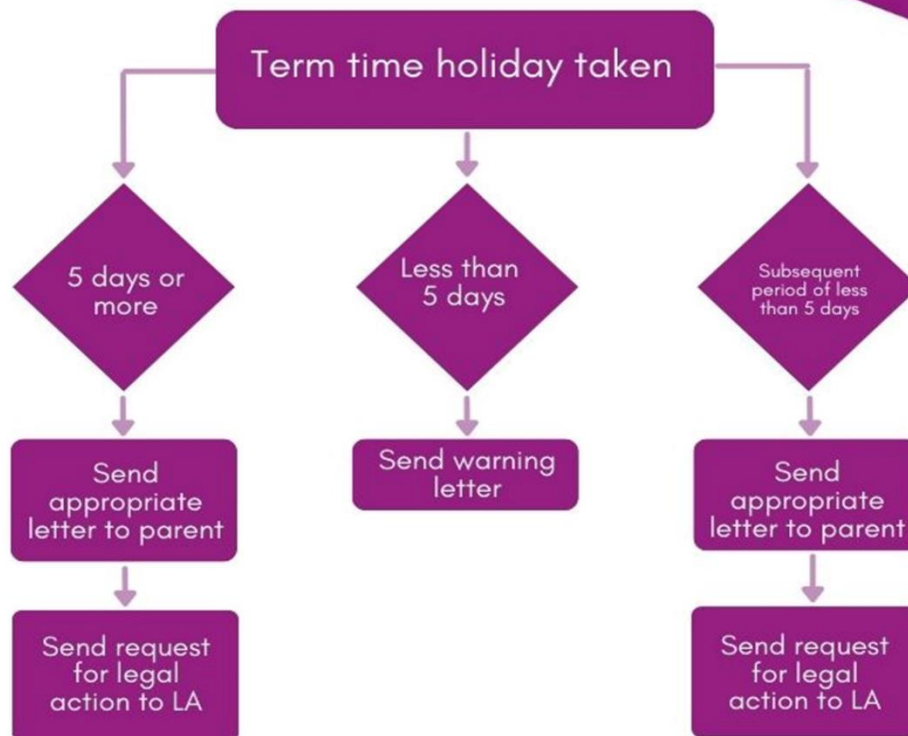 Term time holiday taken
5 days or
more
Less than
5 days
Subsequent
period of less
than 5 days
Send
appropriate
letter to parent
Send warning
letter
Send
appropriate
letter to parent
Send request
for legal
action to LA
Send request
for legal
action to LA